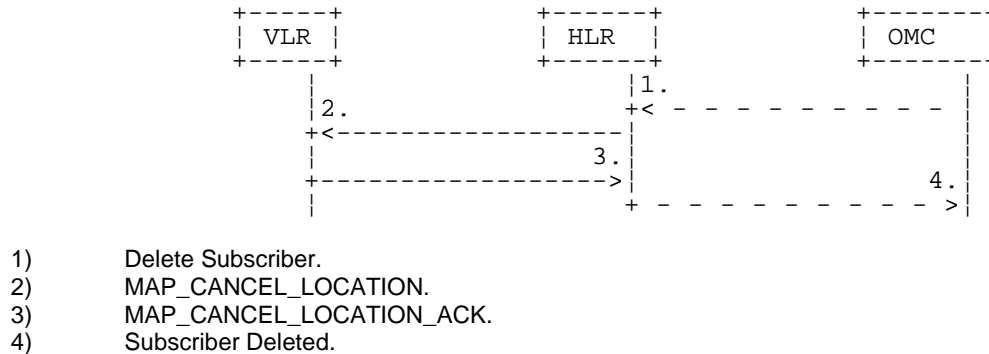 +-----+ +------+ +-------+
¦ VLR ¦ ¦ HLR ¦ ¦ OMC
+-----+ +------+ +-------+
¦ ¦1. ¦
¦2. +< - - - - - - - - - - ¦
+<------------------¦ ¦
¦ 3.¦ ¦
+------------------>¦ 4.¦
¦ + - - - - - - - - - - >¦
1) Delete Subscriber.
2) MAP_CANCEL_LOCATION.
3) MAP_CANCEL_LOCATION_ACK.
4) Subscriber Deleted.